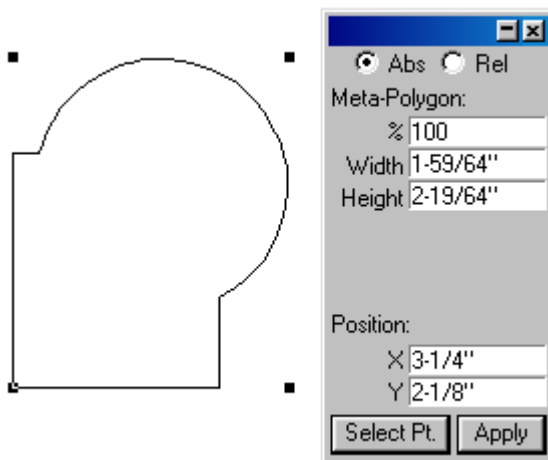 Abs Rel
Meta-Polygon:
% 100
Width 1-59/64"
Height 2-19/64"
Position:
X 3-1/4"
Y 2-1/8"
Select Pt. Apply